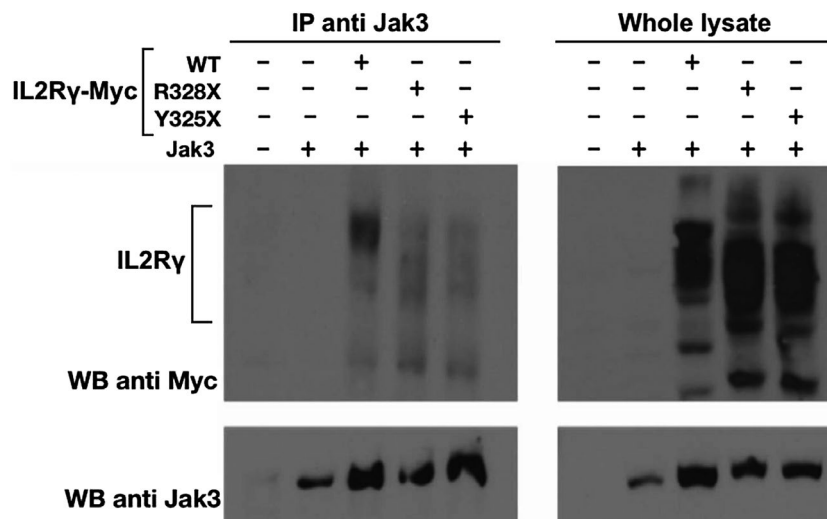 IP anti Jak3 Whole lysate
WT - - + - - - - + - -
IL2Rγ-Myc R328X - - - + - - - - + -
Y325X - - - - + - - - - +
Jak3 - + + + + - + + + +
IL2Rγ
WB anti Myc
WB anti Jak3